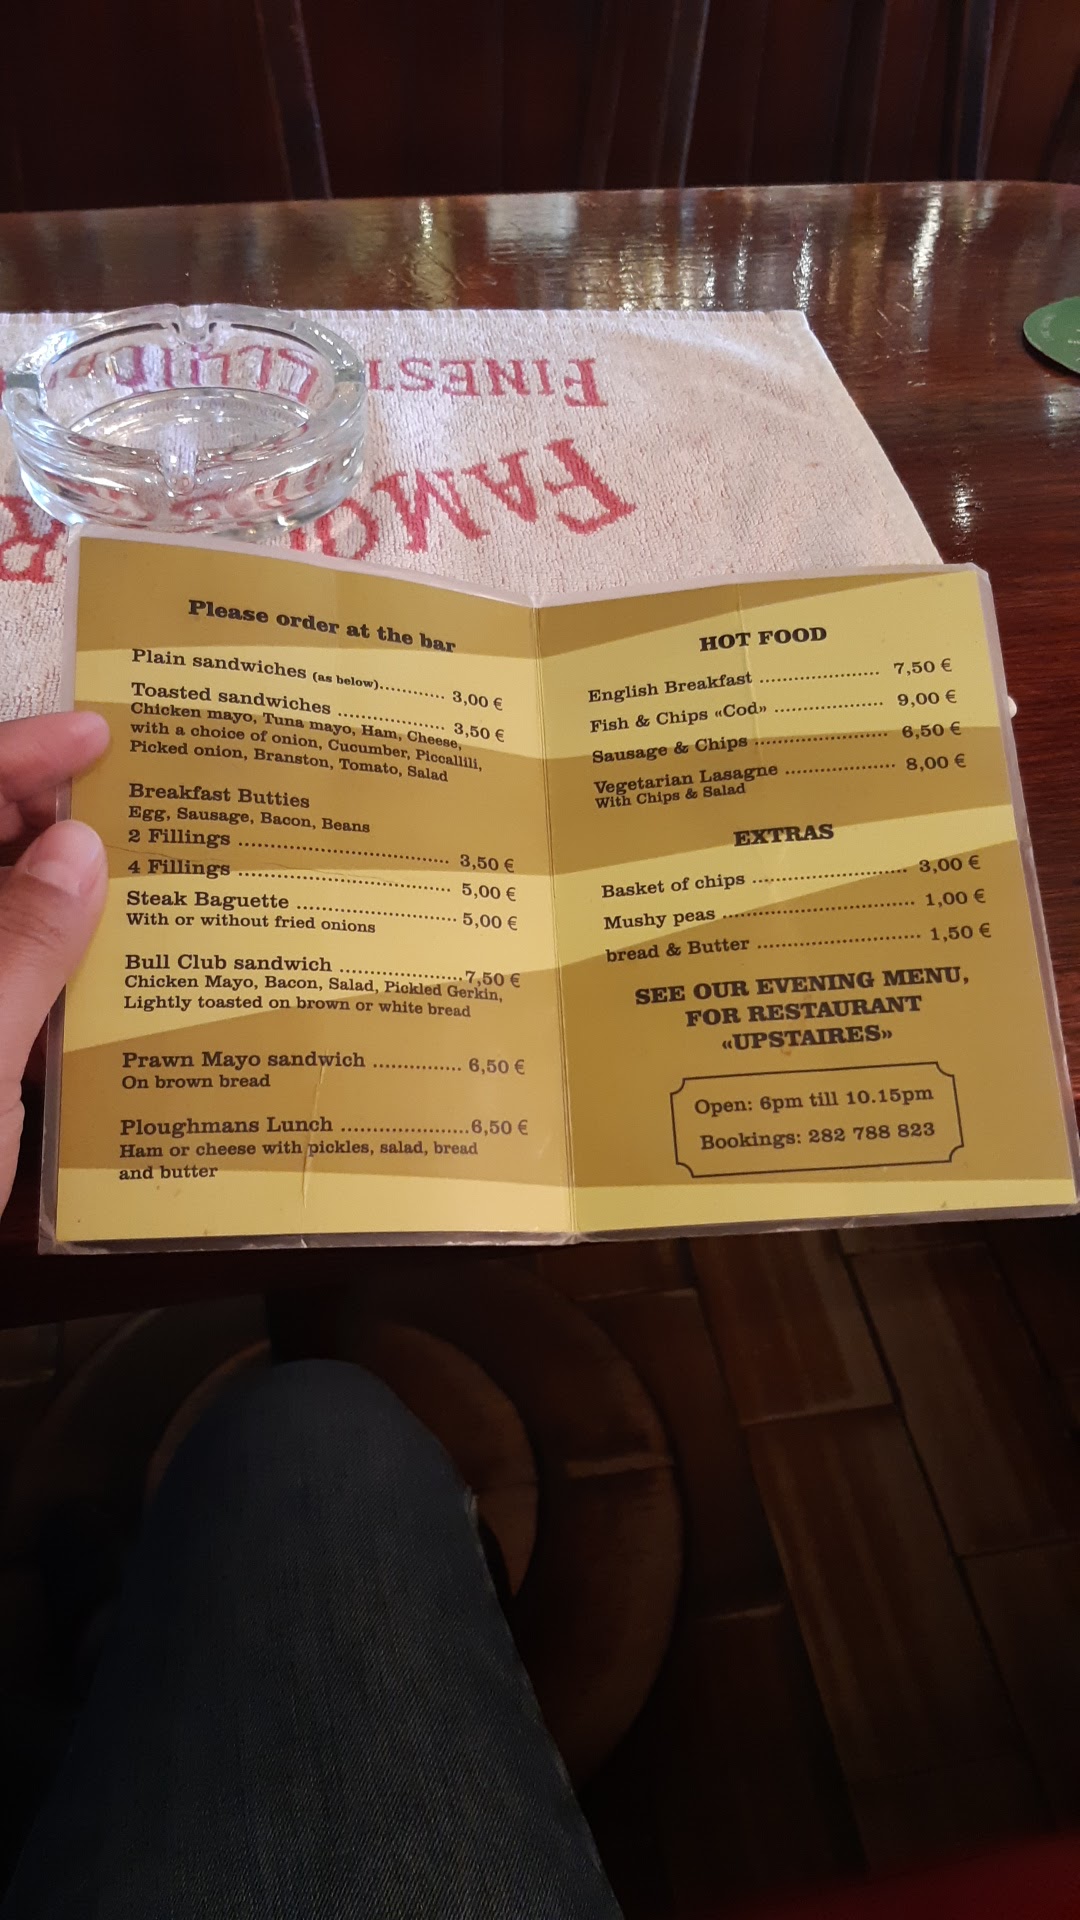 FINEST
FAMO
Please order at the bar
Plain sandwiches (as below)............ 3,00 €
Toasted sandwiches .................. 3,50 €
Chicken mayo, Tuna mayo, Ham, Cheese,
with a choice of onion, Cucumber, Piccallili,
Picked onion, Branston, Tomato, Salad
Breakfast Butties
Egg, Sausage, Bacon, Beans
2 Fillings .................................... 3,50 €
4 Fillings .................................... 5,00 €
Steak Baguette ........................... 5,00 €
With or without fried onions
Bull Club sandwich .....................7,50 €
Chicken Mayo, Bacon, Salad, Pickled Gerkin,
Lightly toasted on brown or white bread
Prawn Mayo sandwich ............... 6,50 €
On brown bread
Ploughmans Lunch .....................6,50 €
Ham or cheese with pickles, salad, bread
and butter
HOT FOOD
English Breakfast ..................... 7,50 €
Fish & Chips «Cod» ................... 9,00 €
Sausage & Chips ....................... 6,50 €
Vegetarian Lasagne ................... 8,00 €
With Chips & Salad
EXTRAS
Basket of chips .......................... 3,00 €
Mushy peas ................................. 1,00 €
bread & Butter ............................ 1,50 €
SEE OUR EVENING MENU,
FOR RESTAURANT
«UPSTAIRES»
Open: 6pm till 10.15pm
Bookings: 282 788 823